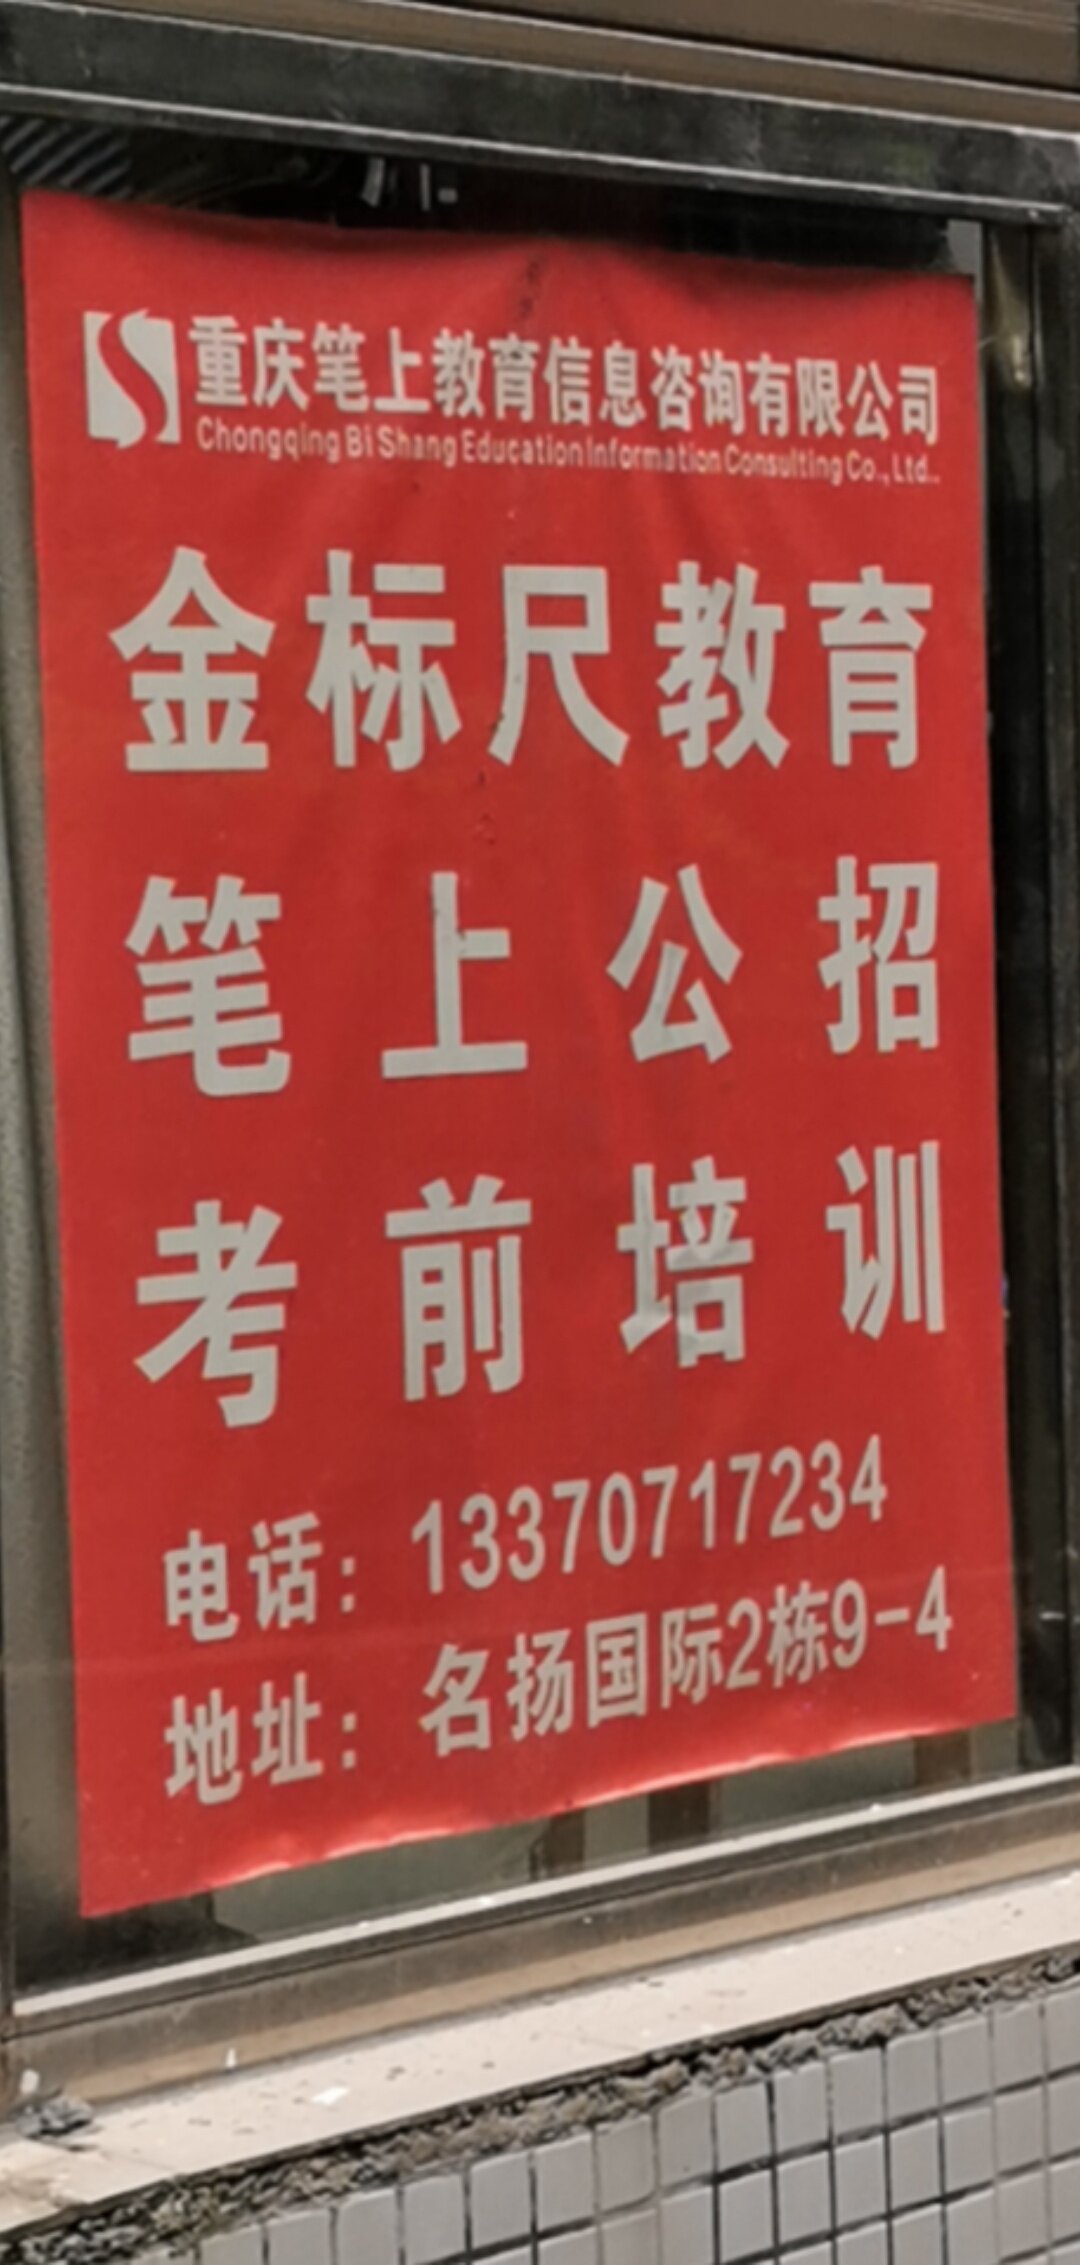 重庆笔上教育信息咨询有限公司
Chongqing Bi Shang Education Information Consulting Co., Ltd..
金标尺教育
笔上公招
考前培训
电话：13370717234
地址：名扬国际2栋9-4